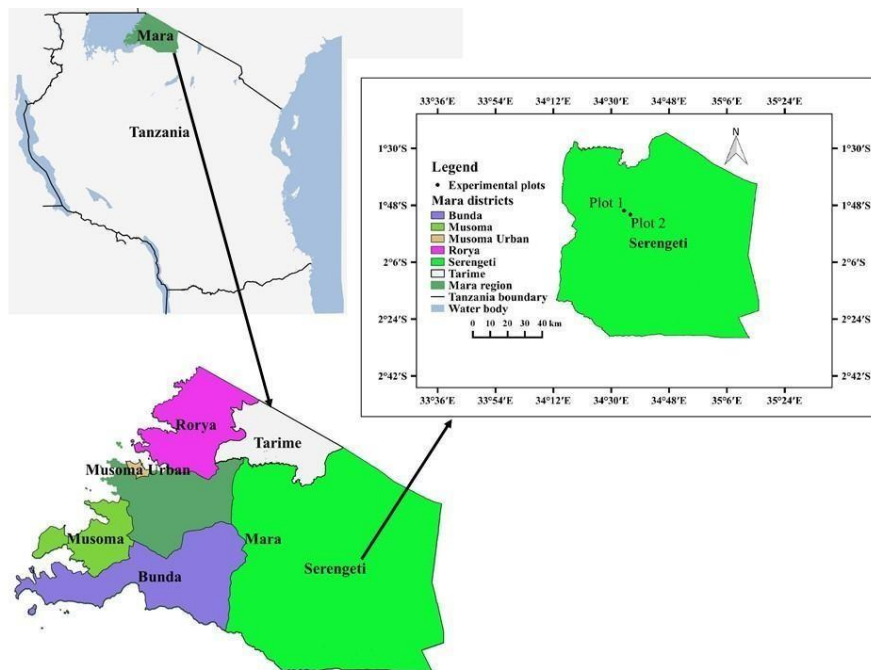 Mara
Tanzania
33°36'E 33°54'E 34°12'E 34°30'E 34°48'E 35°6'E 35°24'E
1°30'S
1°48'S
2°6'S
2°24'S
2°42'S
Legend
Experimental plots
Mara districts
Bunda
Musoma
Musoma Urban
Rorya
Serengeti
Tarime
Mara region
Tanzania boundary
Water body
0 10 20 40 km
N
Plot 1
Plot 2
Serengeti
1°30'S
1°48'S
2°6'S
2°24'S
2°42'S
33°36'E 33°54'E 34°12'E 34°30'E 34°48'E 35°6'E 35°24'E
Rorya
Tarime
Musoma Urban
Musoma
Mara
Bunda
Serengeti